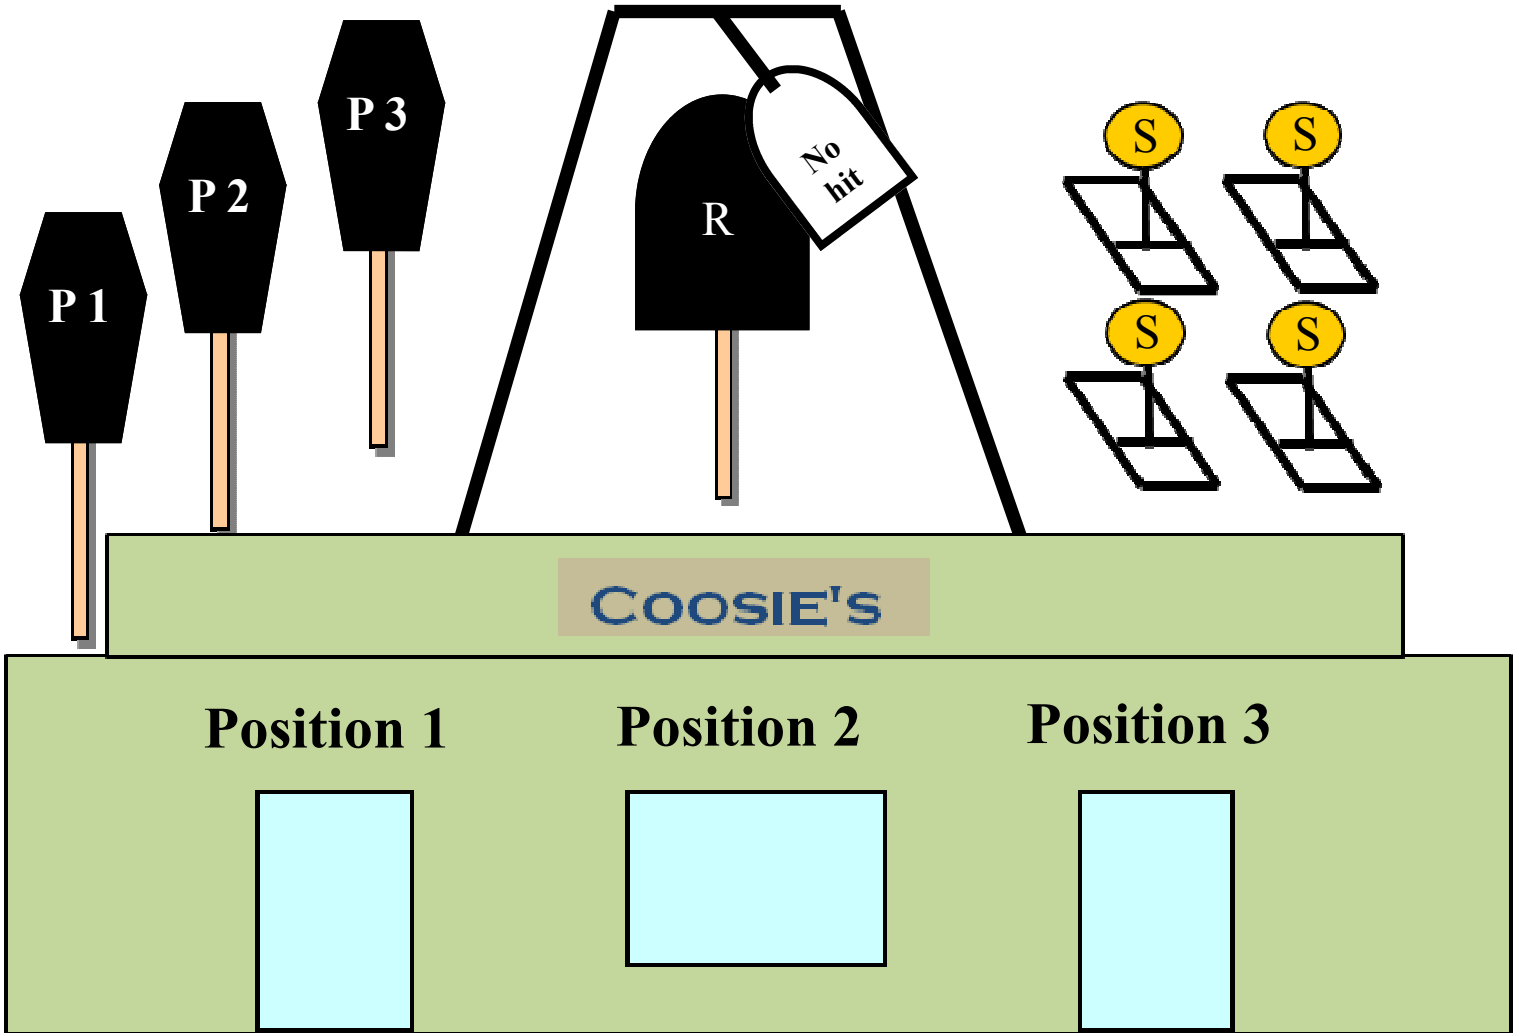 P 1
P 2
P 3
R
No
hit
S
S
S
S
COOSIE'S
Position 1
Position 2
Position 3